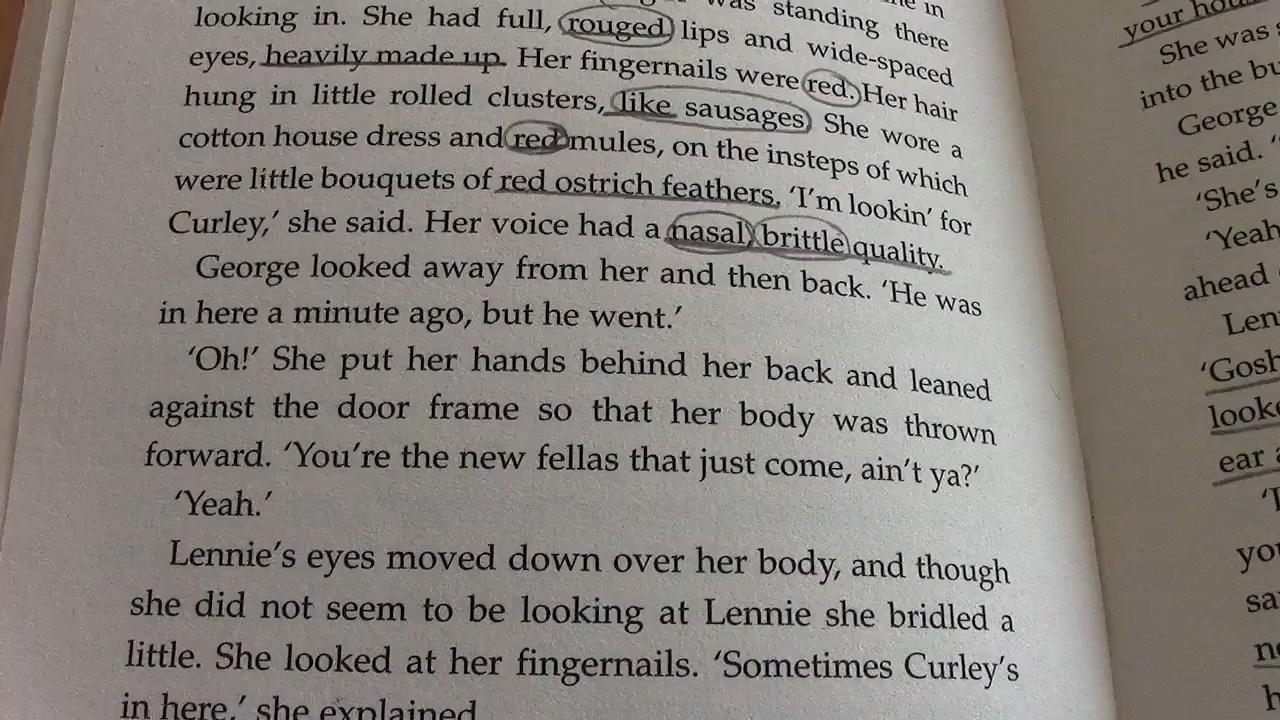 was standing there
looking in. She had full, rouged lips and wide-spaced
eyes, heavily made up. Her fingernails were red. Her hair
hung in little rolled clusters, like sausages. She wore a
cotton house dress and red mules, on the insteps of which
were little bouquets of red ostrich feathers. ‘I’m lookin’ for
Curley,’ she said. Her voice had a nasal, brittle quality.
George looked away from her and then back. ‘He was
in here a minute ago, but he went.’
‘Oh!’ She put her hands behind her back and leaned
against the door frame so that her body was thrown
forward. ‘You’re the new fellas that just come, ain’t ya?’
‘Yeah.’
Lennie’s eyes moved down over her body, and though
she did not seem to be looking at Lennie she bridled a
little. She looked at her fingernails. ‘Sometimes Curley’s
in here,’ she explained
your
She was
into the
George
he said.
‘She’s
‘Yeah
ahead
‘Gosh
ear